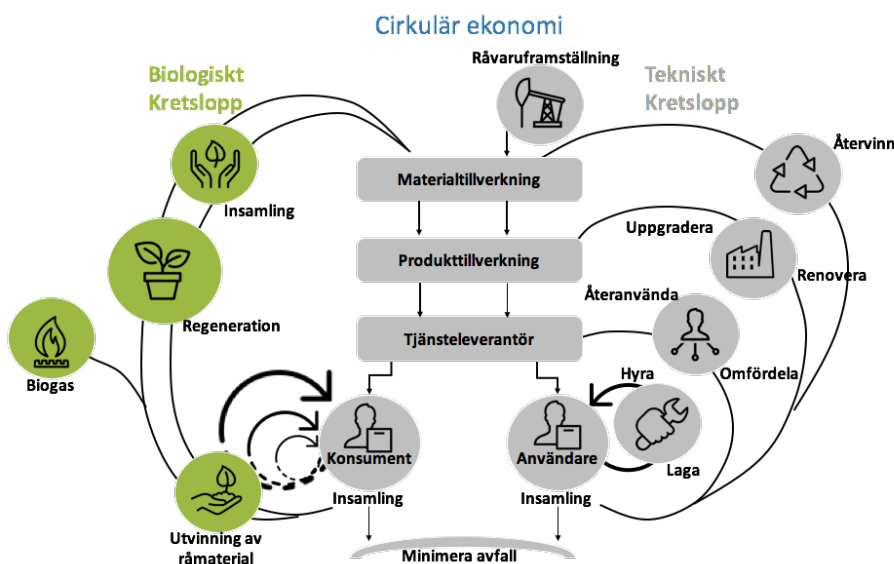 Cirkulär ekonomi
Biologiskt
Kretslopp
Råvaruframställning
Tekniskt
Kretslopp
Återvinn
Materialtillverkning
Insamling
Uppgradera
Produkttillverkning
Renovera
Återanvända
Regeneration
Tjänsteleverantör
Biogas
Hyra
Omfördela
Konsument
Användare
Laga
Insamling
Insamling
Utvinning av
råmaterial
Minimera avfall